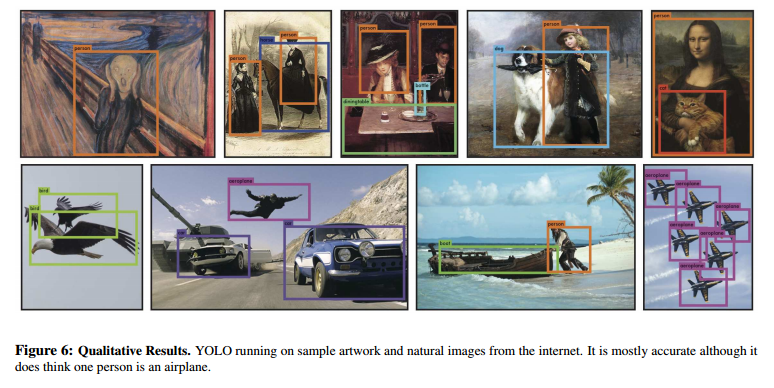 person
person
horse
person
person
person
bottle
diningtable
dog
person
person
cat
bird
bird
aeroplane
car
car
boat
person
aeroplane
aeroplane
aeroplane
aeroplane
aeroplane
aeroplane
Figure 6: Qualitative Results. YOLO running on sample artwork and natural images from the internet. It is mostly accurate although it
does think one person is an airplane.